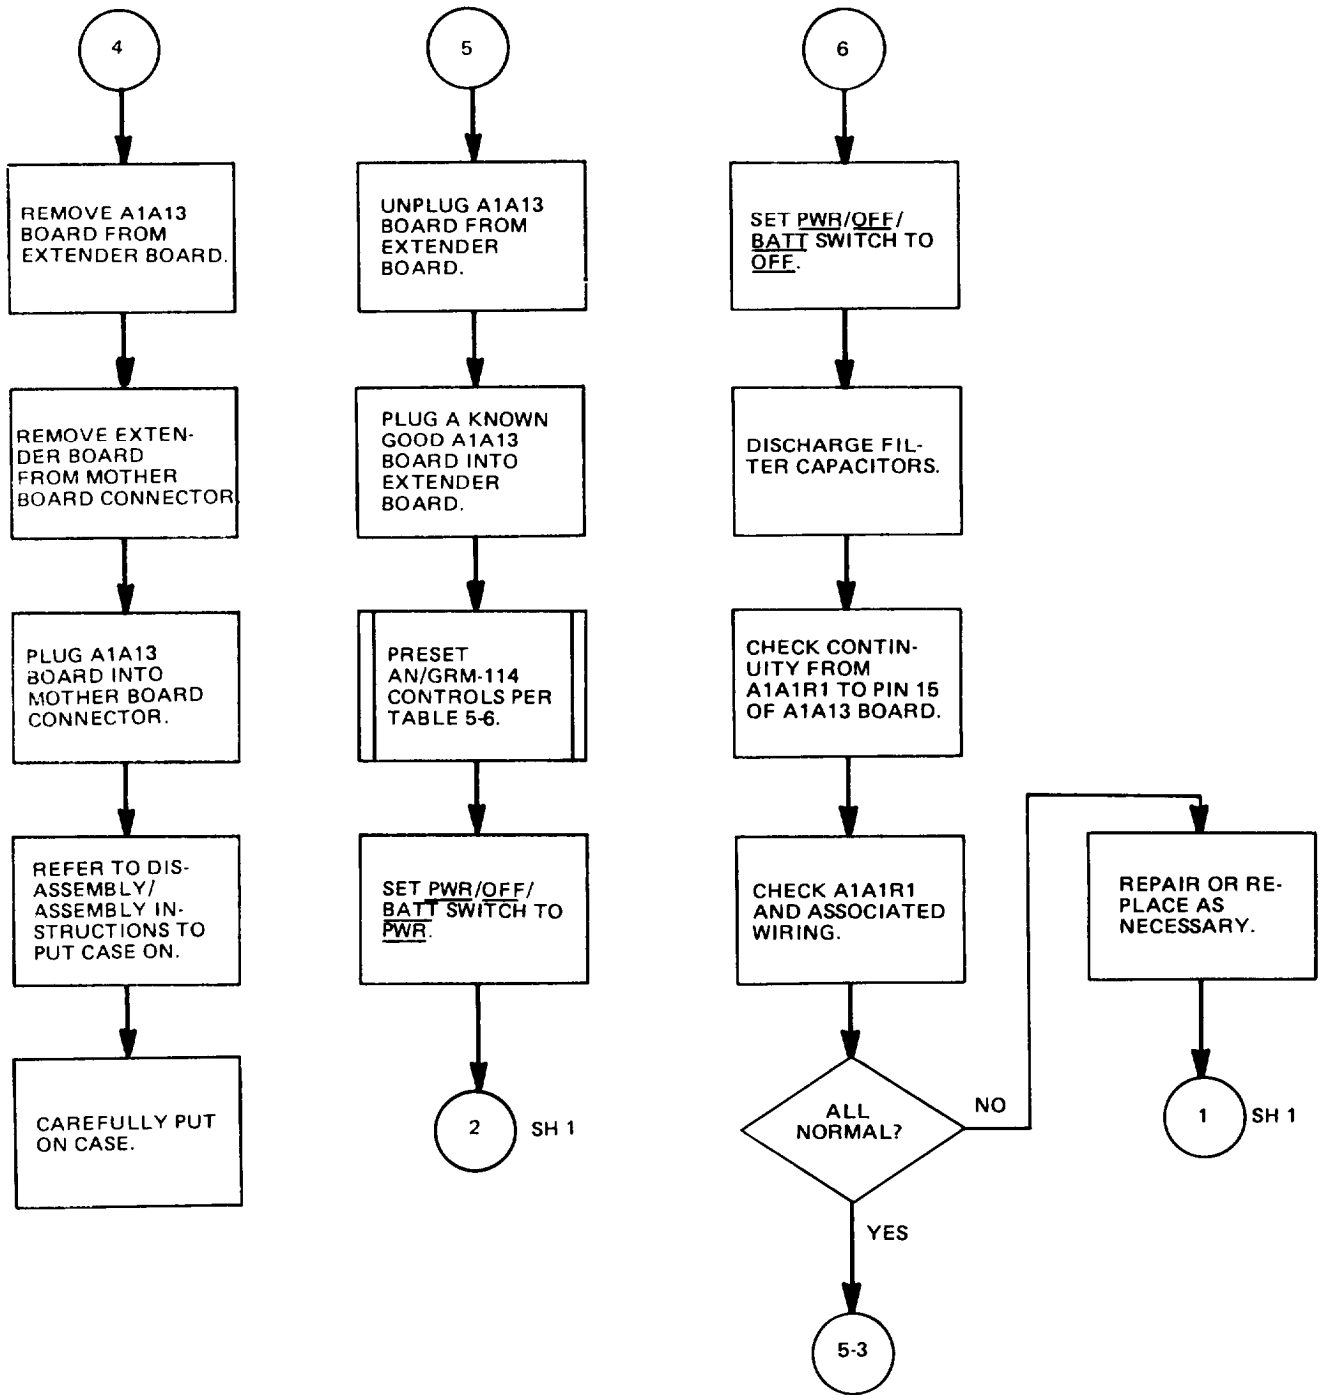 4
REMOVE A1A13
BOARD FROM
EXTENDER BOARD.
REMOVE EXTEN-
DER BOARD
FROM MOTHER
BOARD CONNECTOR
PLUG A1A13
BOARD INTO
MOTHER BOARD
CONNECTOR.
REFER TO DIS-
ASSEMBLY/
ASSEMBLY IN-
STRUCTIONS TO
PUT CASE ON.
CAREFULLY PUT
ON CASE.
5
UNPLUG A1A13
BOARD FROM
EXTENDER
BOARD.
PLUG A KNOWN
GOOD A1A13
BOARD INTO
EXTENDER
BOARD.
PRESET
AN/GRM-114
CONTROLS PER
TABLE 5-6.
SET PWR/OFF/
BATT SWITCH TO
PWR.
2 SH 1
6
SET PWR/OFF/
BATT SWITCH TO
OFF.
DISCHARGE FIL-
TER CAPACITORS.
CHECK CONTIN-
UITY FROM
A1A1R1 TO PIN 15
OF A1A13 BOARD.
CHECK A1A1R1
AND ASSOCIATED
WIRING.
ALL
NORMAL?
NO
YES
5-3
REPAIR OR RE-
PLACE AS
NECESSARY.
1 SH 1